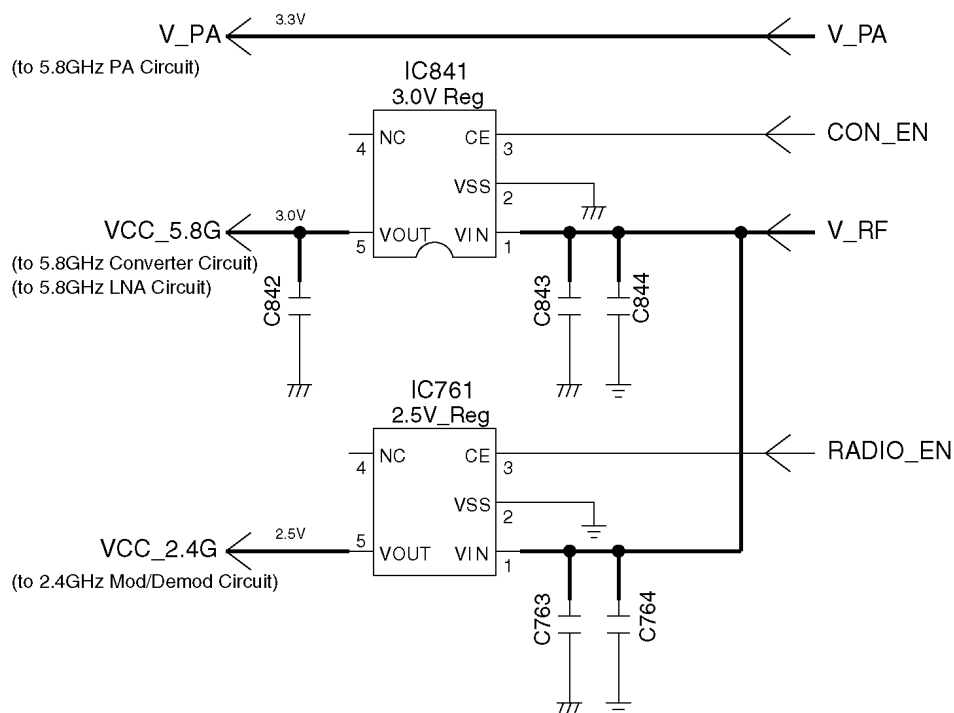 V_PA
3.3V
V_PA
(to 5.8GHz PA Circuit)
IC841
3.0V Reg
4
NC
CE
3
CON_EN
VSS
2
VCC_5.8G
3.0V
5
VOUT
VIN
1
V_RF
(to 5.8GHz Converter Circuit)
(to 5.8GHz LNA Circuit)
C842
C843
C844
IC761
2.5V_Reg
4
NC
CE
3
RADIO_EN
VSS
2
VCC_2.4G
2.5V
5
VOUT
VIN
1
(to 2.4GHz Mod/Demod Circuit)
C763
C764